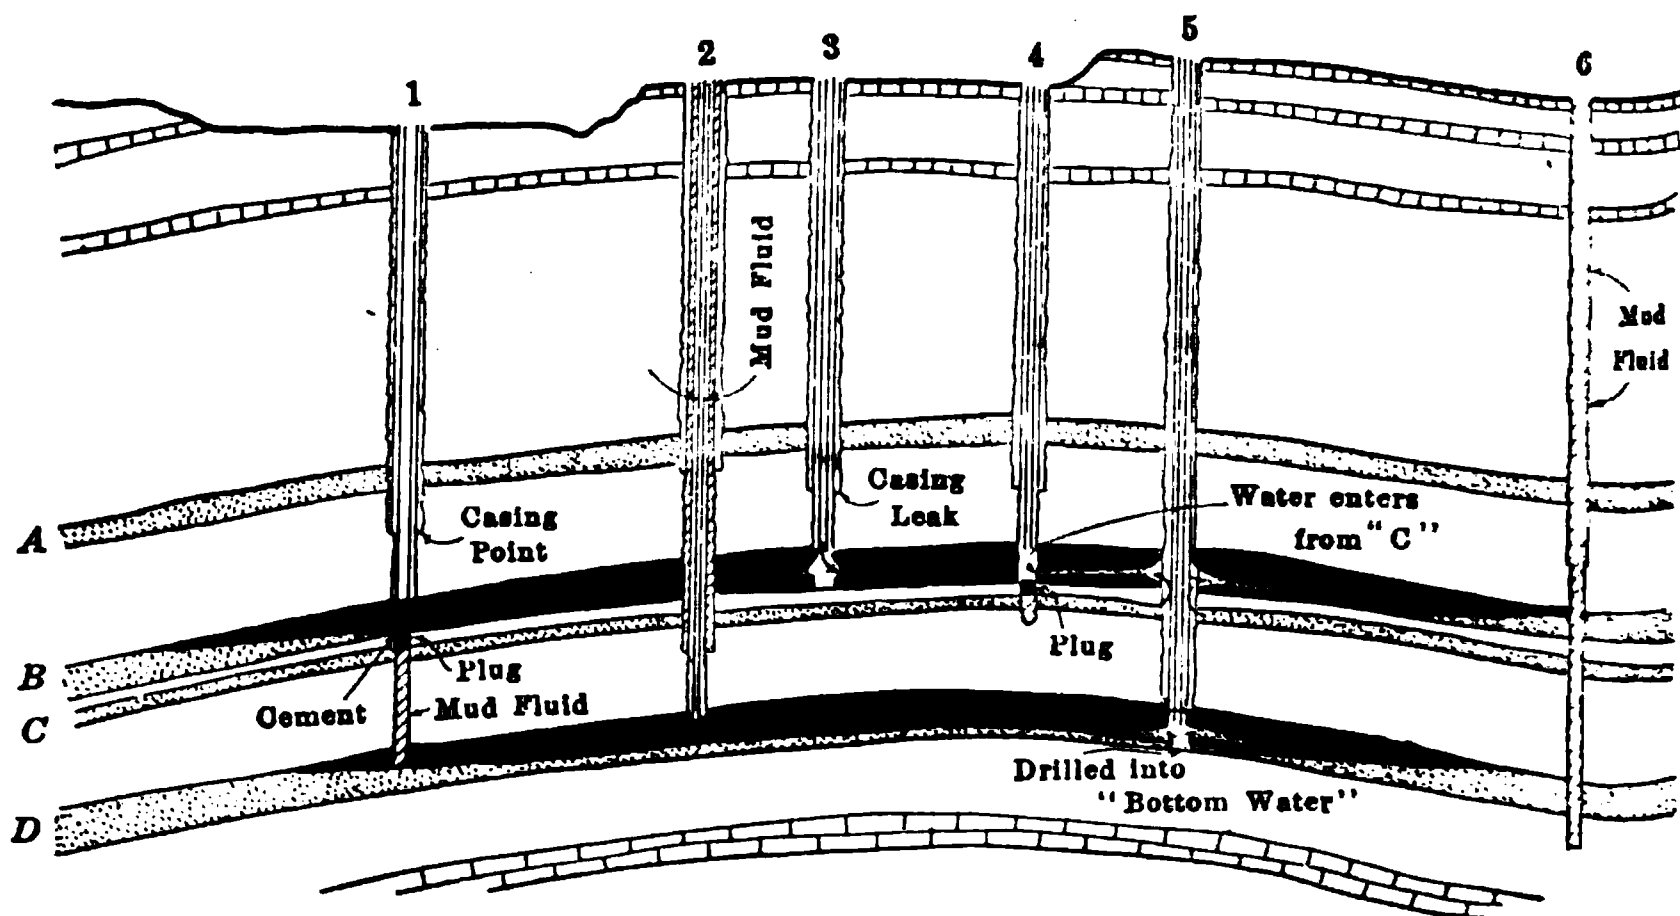 1
2
3
4
5
6
Mud Fluid
Mud
Fluid
Casing
Leak
Water enters
from "C"
A
Casing
Point
B
Plug
Plug
C
Cement
Mud Fluid
Drilled into
"Bottom Water"
D